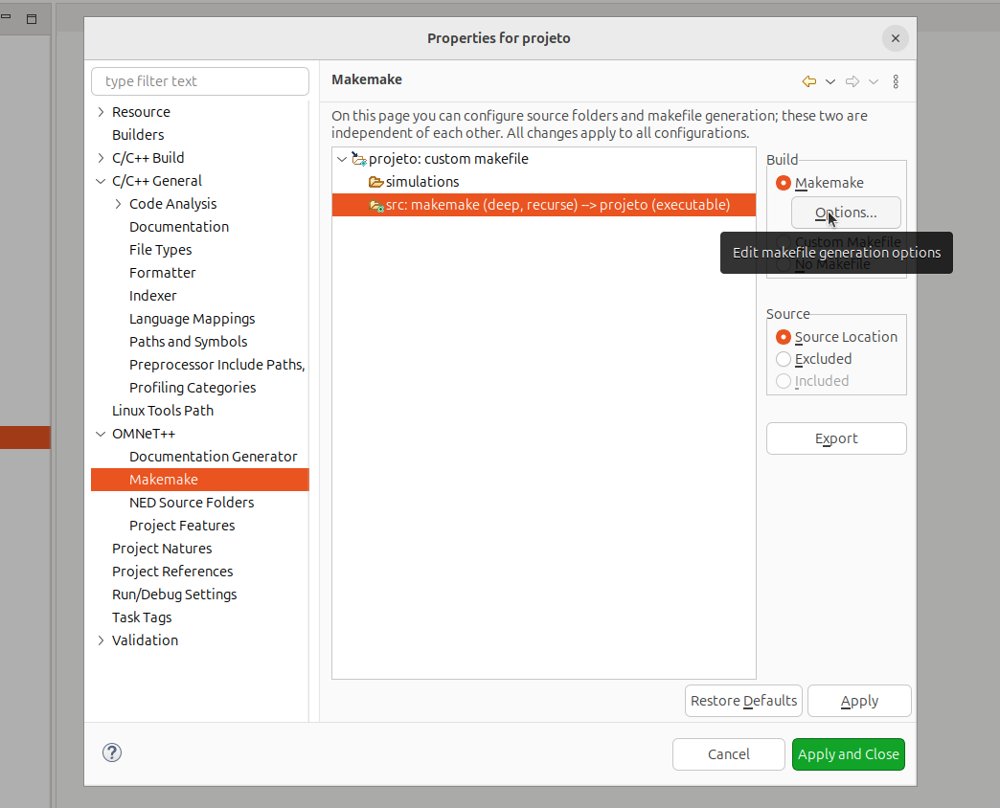 Properties for projeto
type filter text
Resource
Builders
C/C++ Build
C/C++ General
Code Analysis
Documentation
File Types
Formatter
Indexer
Language Mappings
Paths and Symbols
Preprocessor Include Paths,
Profiling Categories
Linux Tools Path
OMNeT++
Documentation Generator
Makemake
NED Source Folders
Project Features
Project Natures
Project References
Run/Debug Settings
Task Tags
Validation
Makemake
On this page you can configure source folders and makefile generation; these two are
independent of each other. All changes apply to all configurations.
projeto: custom makefile
simulations
src: makemake (deep, recurse) --> projeto (executable)
Build
Makemake
Options...
Custom Makefile
Edit makefile generation options
No Makefile
Source
Source Location
Excluded
Included
Export
Restore Defaults
Apply
Cancel
Apply and Close